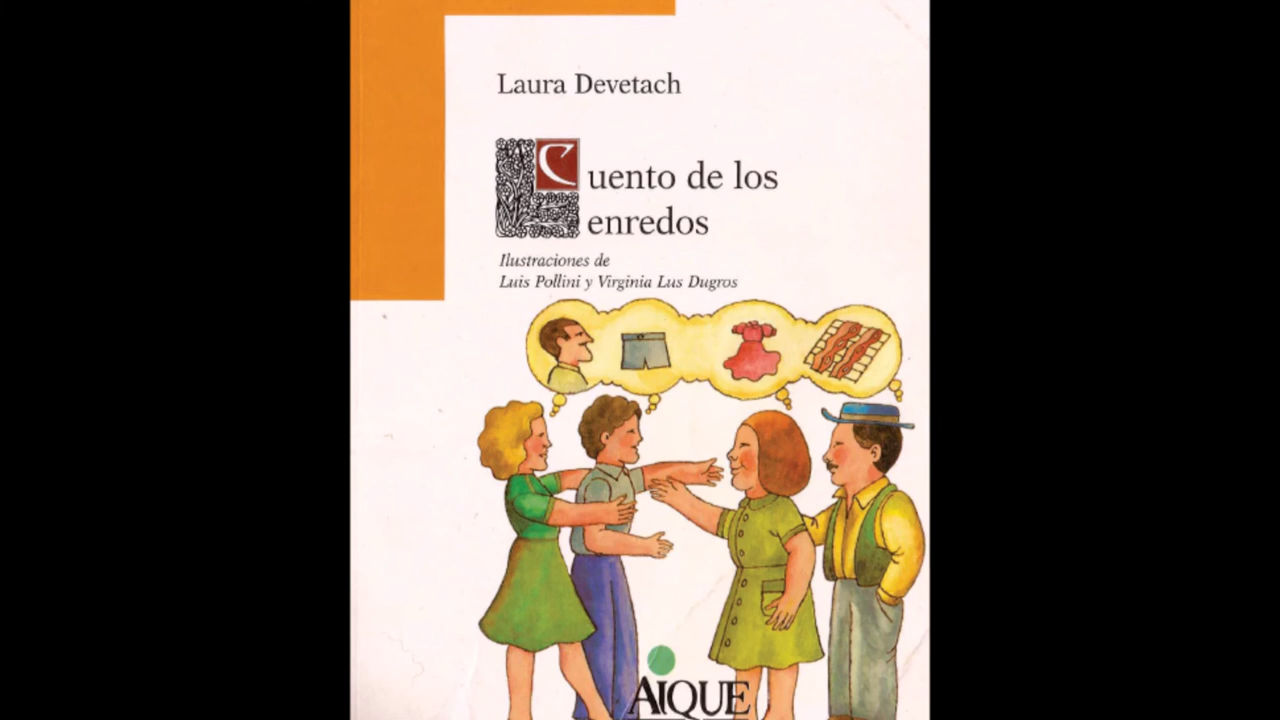 Laura Devetach
Cuento de los
enredos
Ilustraciones de
Luis Pollini y Virginia Lus Dugros
AIQUE